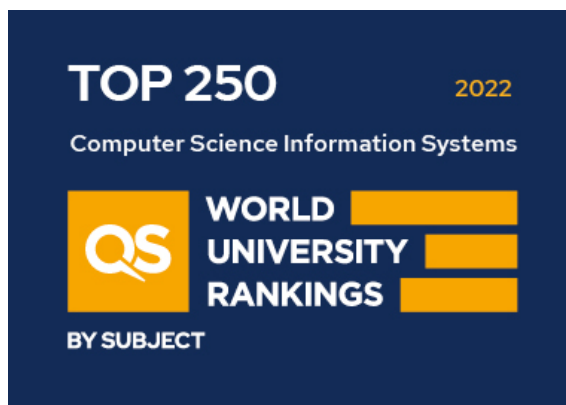 TOP 250
2022
Computer Science Information Systems
QS
WORLD
UNIVERSITY
RANKINGS
BY SUBJECT